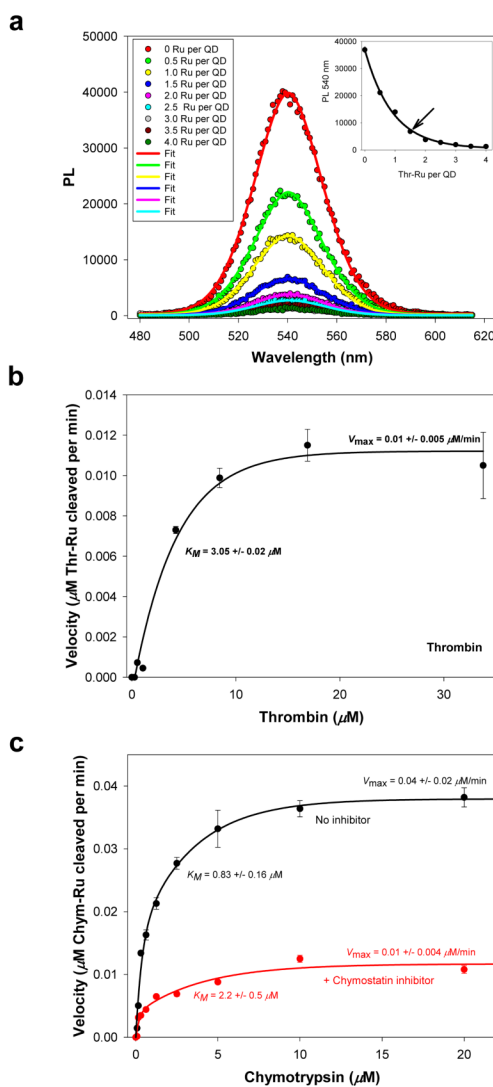 a
50000
40000
30000
20000
10000
0
PL
0 Ru per QD
0.5 Ru per QD
1.0 Ru per QD
1.5 Ru per QD
2.0 Ru per QD
2.5 Ru per QD
3.0 Ru per QD
3.5 Ru per QD
4.0 Ru per QD
Fit
Fit
Fit
Fit
Fit
Fit
40000
30000
20000
10000
0
PL 540 nm
0 1 2 3 4
Thr-Ru per QD
480 500 520 540 560 580 600 620
Wavelength (nm)
b
0.014
0.012
0.010
0.008
0.006
0.004
0.002
0.000
Velocity (µM Thr-Ru cleaved per min)
Vmax = 0.01 +/- 0.005 µM/min
KM = 3.05 +/- 0.02 µM
Thrombin
0 10 20 30
Thrombin (µM)
c
0.04
0.03
0.02
0.01
0.00
Velocity (µM Chym-Ru cleaved per min)
Vmax = 0.04 +/- 0.02 µM/min
No inhibitor
KM = 0.83 +/- 0.16 µM
Vmax = 0.01 +/- 0.004 µM/min
+ Chymostatin inhibitor
KM = 2.2 +/- 0.5 µM
0 5 10 15 20
Chymotrypsin (µM)